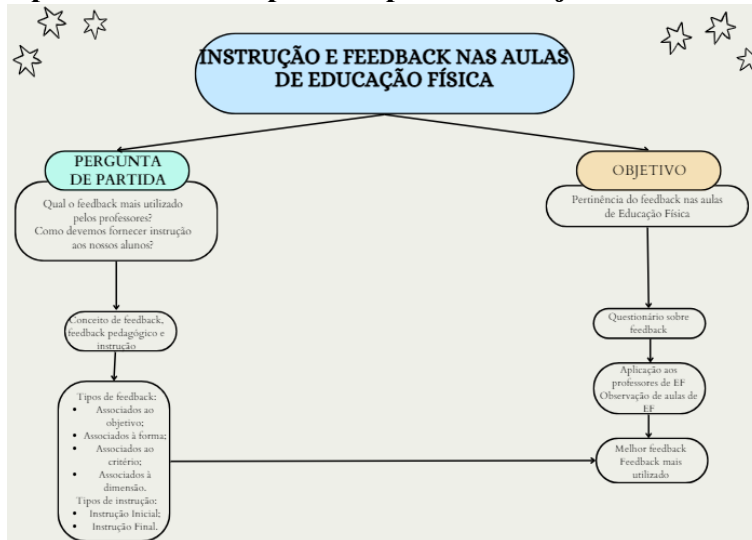 INSTRUÇÃO E FEEDBACK NAS AULAS
DE EDUCAÇÃO FÍSICA
PERGUNTA
DE PARTIDA
Qual o feedback mais utilizado
pelos professores?
Como devemos fornecer instrução
aos nossos alunos?
Conceito de feedback,
feedback pedagógico e
instrução
Tipos de feedback:
• Associados ao
objetivo;
• Associados à forma;
• Associados ao
critério;
• Associados à
dimensão.
Tipos de instrução:
• Instrução Inicial;
• Instrução Final.
OBJETIVO
Pertinência do feedback nas aulas
de Educação Física
Questionário sobre
feedback
Aplicação aos
professores de EF
Observação de aulas de
EF
Melhor feedback
Feedback mais
utilizado